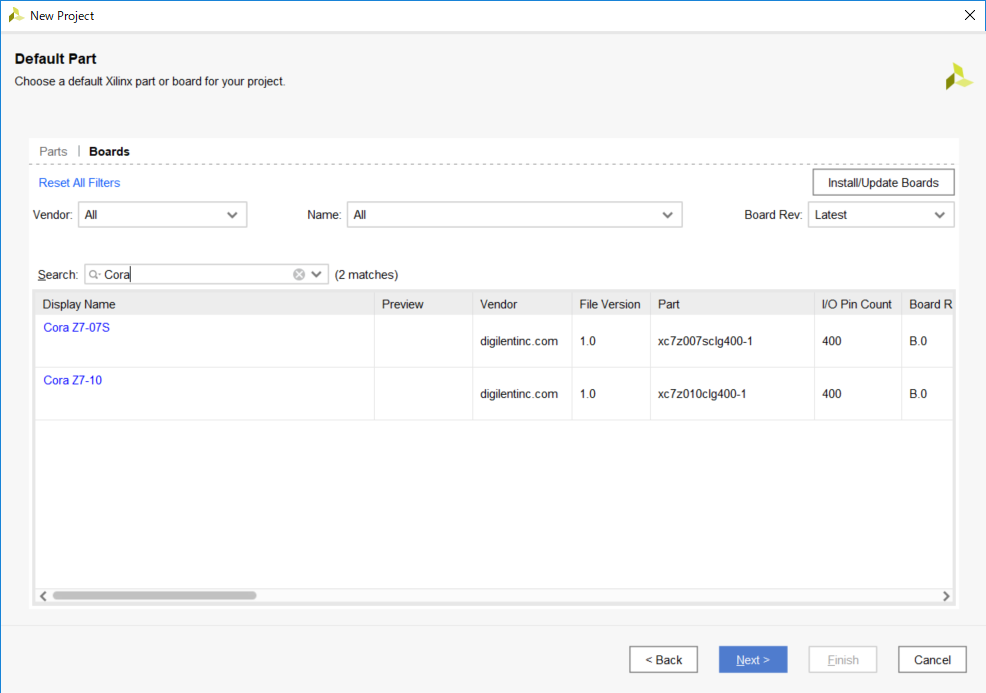 New Project
Default Part
Choose a default Xilinx part or board for your project.
Parts | Boards
Reset All Filters
Install/Update Boards
Vendor: All
Name: All
Board Rev: Latest
Search: Cora (2 matches)
Display Name Preview Vendor File Version Part I/O Pin Count Board R
Cora Z7-07S digilentinc.com 1.0 xc7z007sclg400-1 400 B.0
Cora Z7-10 digilentinc.com 1.0 xc7z010clg400-1 400 B.0
< Back Next > Finish Cancel